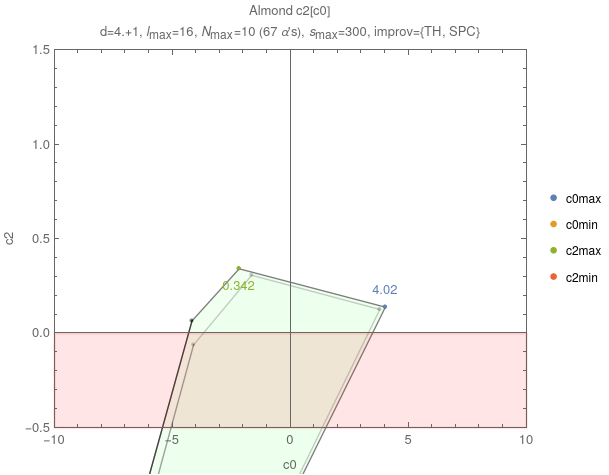 Almond c2[c0]
d=4.+1, lmax=16, Nmax=10 (67 α's), smax=300, improv={TH, SPC}
1.5
1.0
c0max
c0min
c2
0.5
c2max
0.342
4.02
c2min
0.0
−0.5
−10
−5
0
5
10
c0